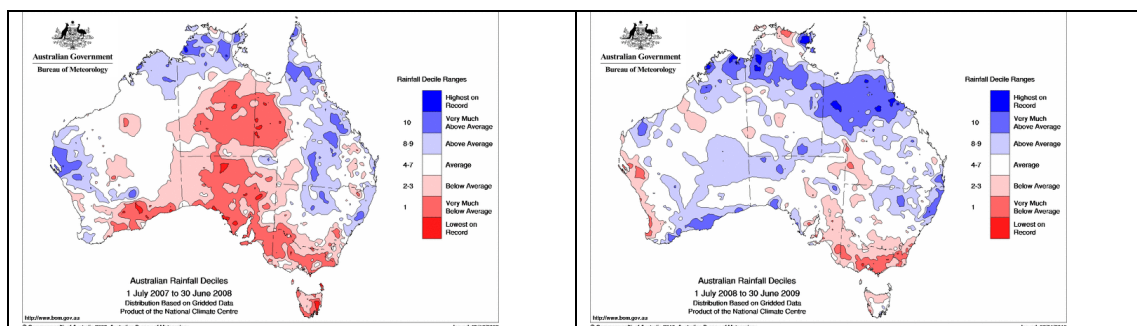 Australian Government
Bureau of Meteorology
Rainfall Decile Ranges
Highest on
Record
10
Very Much
Above Average
8-9
Above Average
4-7
Average
2-3
Below Average
1
Very Much
Below Average
Lowest on
Record
Australian Rainfall Deciles
1 July 2007 to 30 June 2008
Distribution Based on Gridded Data
Product of the National Climate Centre
http://www.bom.gov.au
Australian Government
Bureau of Meteorology
Rainfall Decile Ranges
Highest on
Record
10
Very Much
Above Average
8-9
Above Average
4-7
Average
2-3
Below Average
1
Very Much
Below Average
Lowest on
Record
Australian Rainfall Deciles
1 July 2008 to 30 June 2009
Distribution Based on Gridded Data
Product of the National Climate Centre
http://www.bom.gov.au